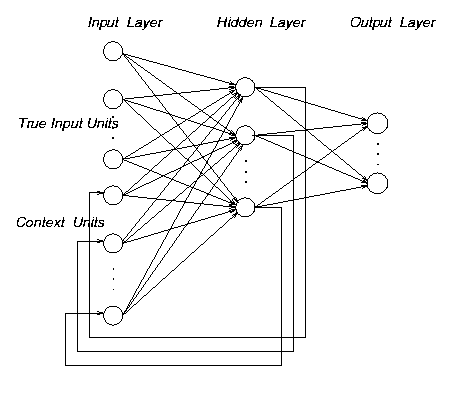 Input Layer
Hidden Layer
Output Layer
True Input Units
Context Units